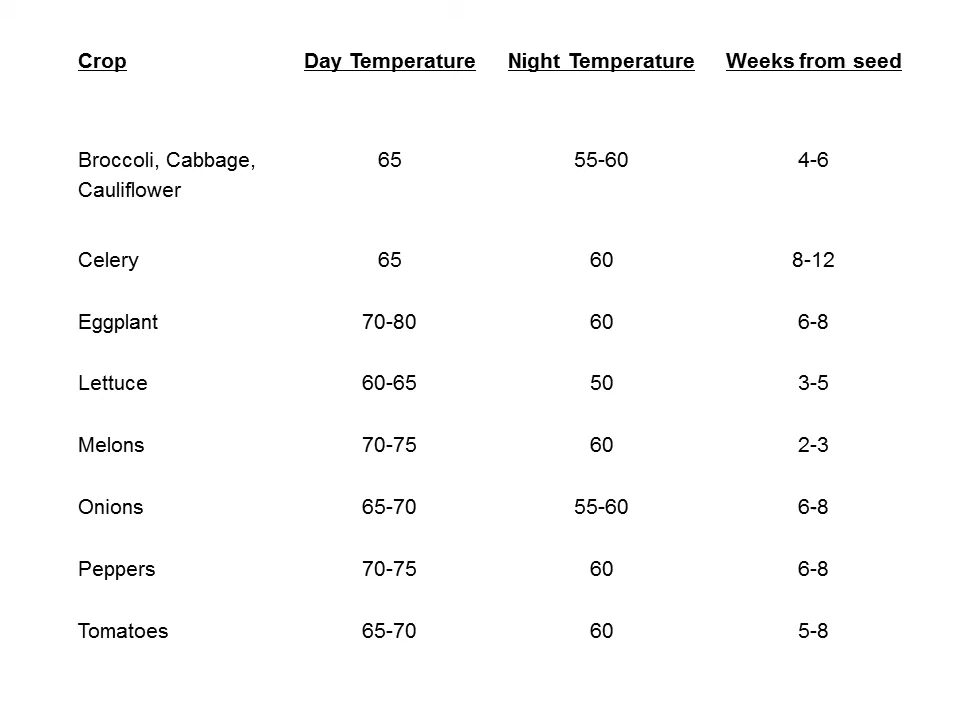 Crop Day Temperature Night Temperature Weeks from seed
Broccoli, Cabbage, 65 55-60 4-6
Cauliflower
Celery 65 60 8-12
Eggplant 70-80 60 6-8
Lettuce 60-65 50 3-5
Melons 70-75 60 2-3
Onions 65-70 55-60 6-8
Peppers 70-75 60 6-8
Tomatoes 65-70 60 5-8